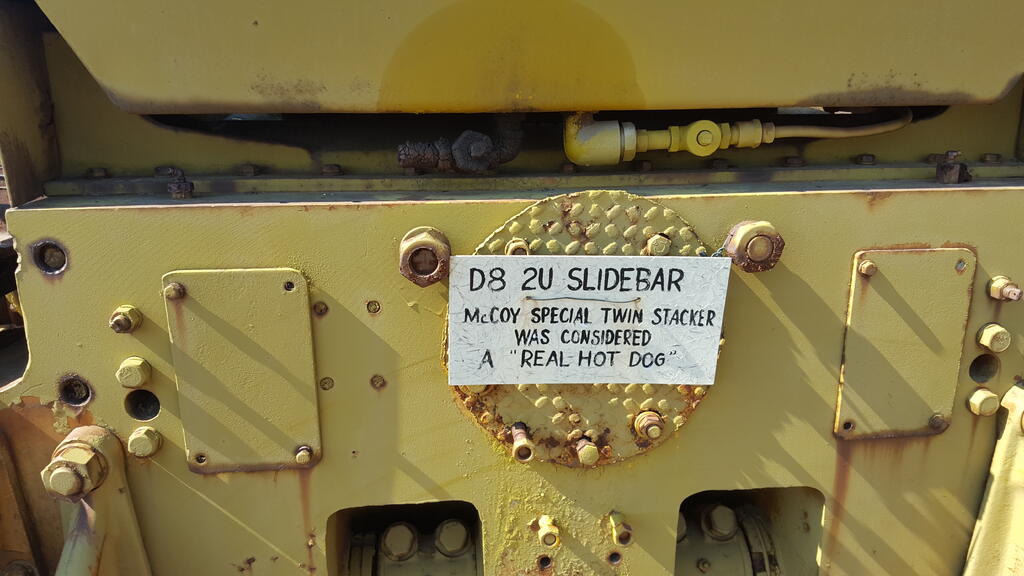 D8 2U SLIDEBAR
McCOY SPECIAL TWIN STACKER
WAS CONSIDERED
A "REAL HOT DOG"